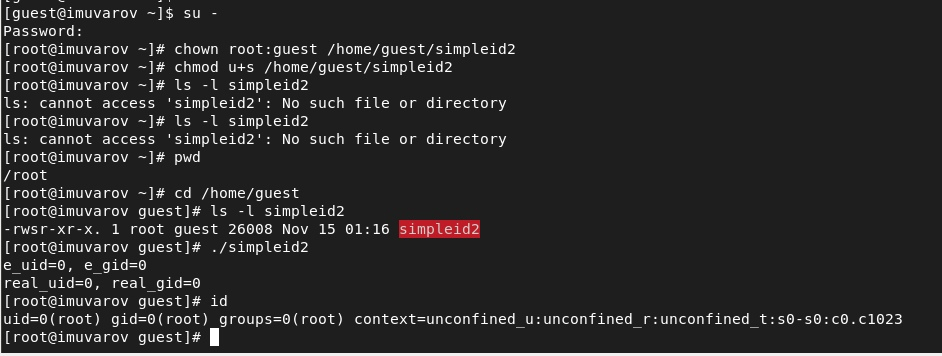 [guest@imuvarov ~]$ su -
Password:
[root@imuvarov ~]# chown root:guest /home/guest/simpleid2
[root@imuvarov ~]# chmod u+s /home/guest/simpleid2
[root@imuvarov ~]# ls -l simpleid2
ls: cannot access 'simpleid2': No such file or directory
[root@imuvarov ~]# ls -l simpleid2
ls: cannot access 'simpleid2': No such file or directory
[root@imuvarov ~]# pwd
/root
[root@imuvarov ~]# cd /home/guest
[root@imuvarov guest]# ls -l simpleid2
-rwsr-xr-x. 1 root guest 26008 Nov 15 01:16 simpleid2
[root@imuvarov guest]# ./simpleid2
e_uid=0, e_gid=0
real_uid=0, real_gid=0
[root@imuvarov guest]# id
uid=0(root) gid=0(root) groups=0(root) context=unconfined_u:unconfined_r:unconfined_t:s0-s0:c0.c1023
[root@imuvarov guest]#